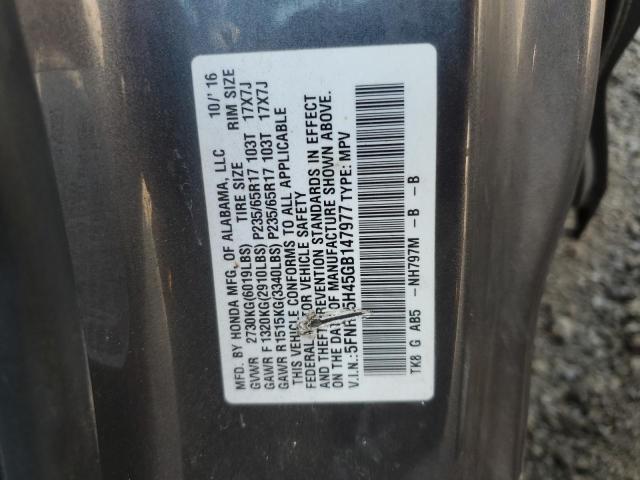 MFD. BY HONDA MFG. OF ALABAMA, LLC 10/'16
GVWR 2730KG(6019LBS) TIRE SIZE RIM SIZE
GAWR F 1320KG(2910LBS) P235/65R17 103T 17X7J
GAWR R1515KG(3340LBS) P235/65R17 103T 17X7J
THIS VEHICLE CONFORMS TO ALL APPLICABLE
FEDERAL MOTOR VEHICLE SAFETY
AND THEFT PREVENTION STANDARDS IN EFFECT
ON THE DATE OF MANUFACTURE SHOWN ABOVE.
V.I.N.: TYPE: MPV
TK8 G AB5 -NH797M -B -B